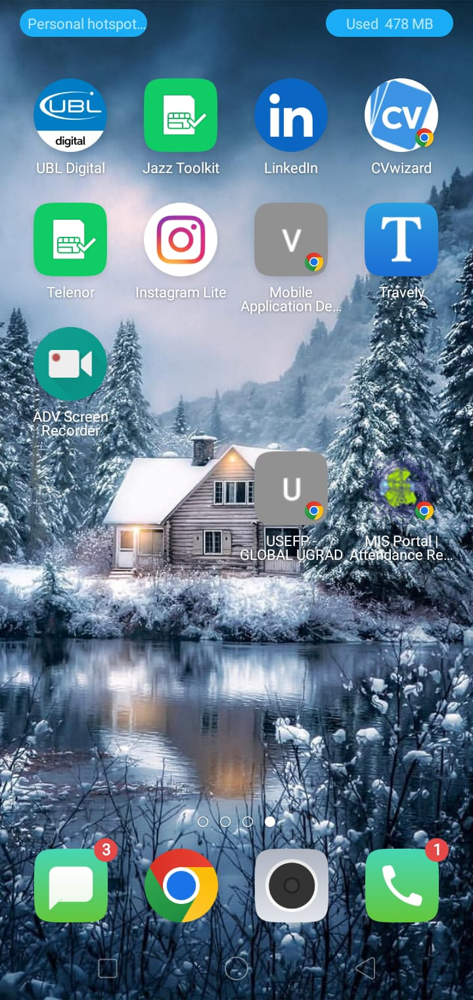 Personal hotspot...
Used 478 MB
UBL
digital
in
CV
UBL Digital
Jazz Toolkit
LinkedIn
CVwizard
V
T
Telenor
Instagram Lite
Mobile
Application De...
Travely
ADV Screen
Recorder
U
USEFP -
GLOBAL UGRAD
MIS Portal |
Attendance Re...
3
1